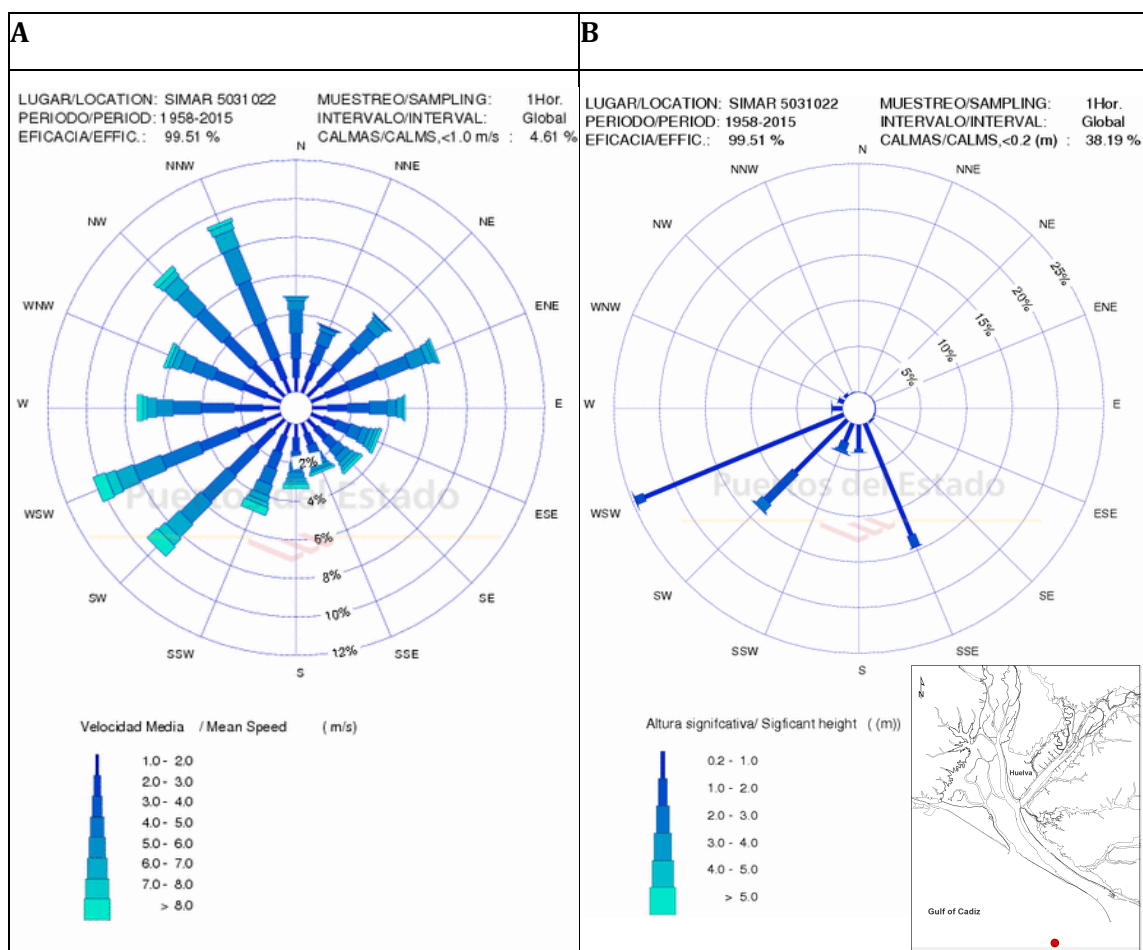 A
B
LUGAR/LOCATION: SIMAR 5031022
MUESTREO/SAMPLING: 1Hor.
PERIODO/PERIOD: 1958-2015
INTERVALO/INTERVAL: Global
EFICACIA/EFFIC.: 99.51 %
CALMAS/CALMS,<1.0 m/s : 4.61 %
N
NNE
NE
ENE
E
ESE
SE
SSE
S
SSW
SW
WSW
W
WNW
NW
NNW
2%
4%
6%
8%
10%
12%
Puertos del Estado
Velocidad Media / Mean Speed ( m/s)
1.0 - 2.0
2.0 - 3.0
3.0 - 4.0
4.0 - 5.0
5.0 - 6.0
6.0 - 7.0
7.0 - 8.0
> 8.0
LUGAR/LOCATION: SIMAR 5031022
MUESTREO/SAMPLING: 1Hor.
PERIODO/PERIOD: 1958-2015
INTERVALO/INTERVAL: Global
EFICACIA/EFFIC.: 99.51 %
CALMAS/CALMS,<0.2 (m) : 38.19 %
N
NNE
NE
ENE
E
ESE
SE
SSE
S
SSW
SW
WSW
W
WNW
NW
NNW
5%
10%
15%
20%
25%
Puertos del Estado
Altura signifcativa/ Sigficant height ( (m))
0.2 - 1.0
1.0 - 2.0
2.0 - 3.0
3.0 - 4.0
4.0 - 5.0
> 5.0
N
Huelva
Gulf of Cadiz